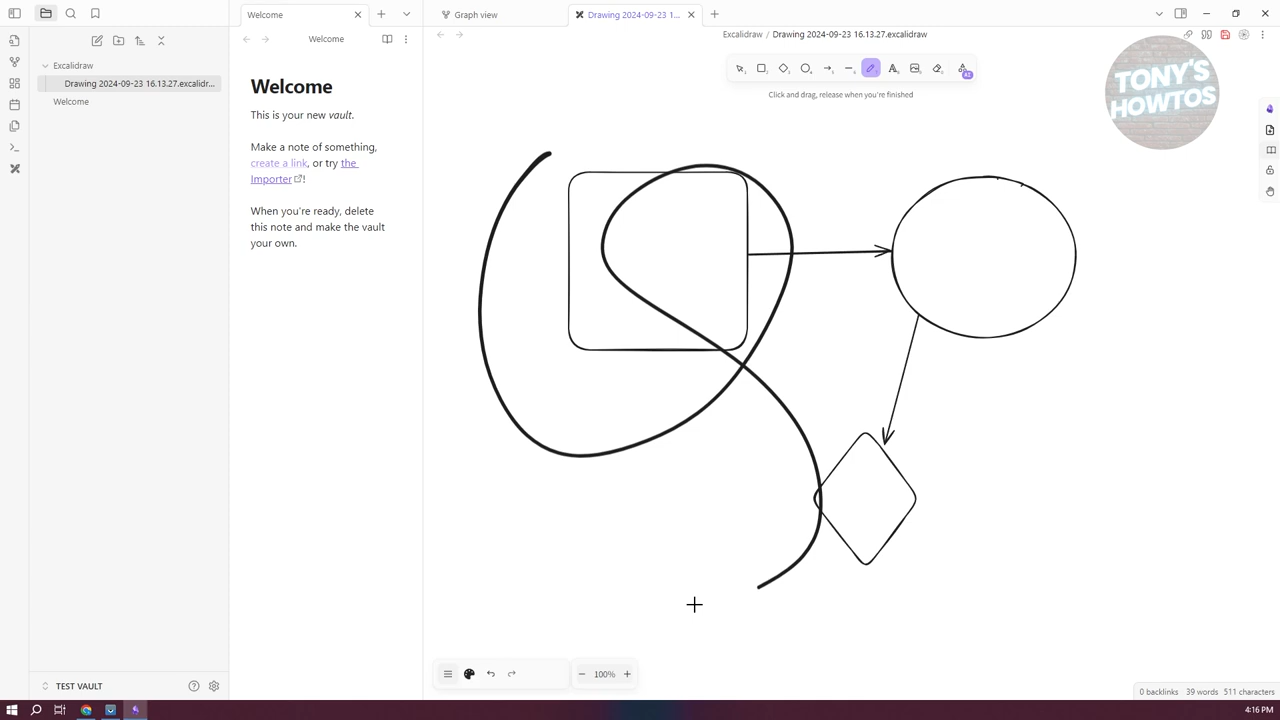 Welcome
Graph view
Drawing 2024-09-23 1...
Welcome
Excalidraw / Drawing 2024-09-23 16.13.27.excalidraw
Excalidraw
Drawing 2024-09-23 16.13.27.excalidr...
Welcome
Welcome
This is your new vault.
Make a note of something,
create a link, or try the
Importer!
When you're ready, delete
this note and make the vault
your own.
AI
Click and drag, release when you're finished
TONY'S
HOWTOS
TEST VAULT
100%
0 backlinks 39 words 511 characters
4:16 PM